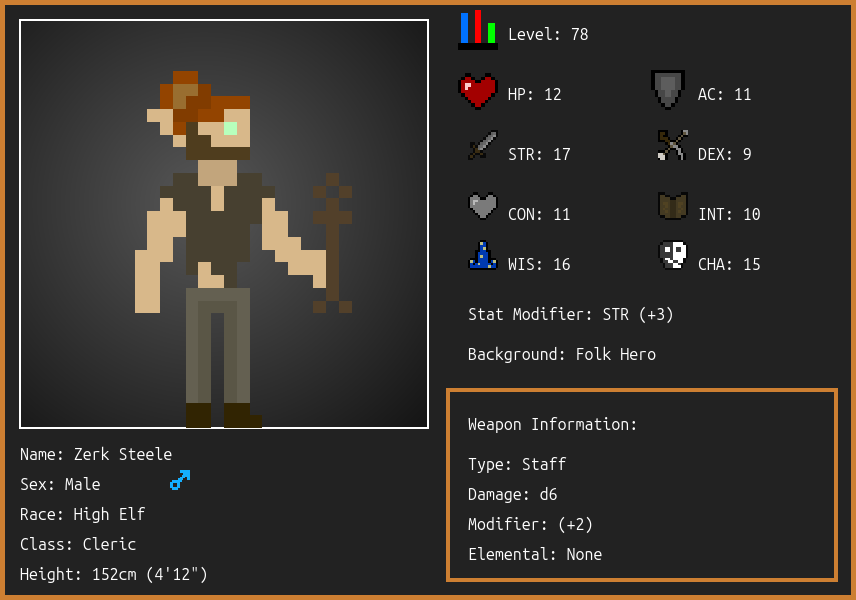 Level: 78
HP: 12
AC: 11
STR: 17
DEX: 9
CON: 11
INT: 10
WIS: 16
CHA: 15
Stat Modifier: STR (+3)
Background: Folk Hero
Weapon Information:
Type: Staff
Damage: d6
Modifier: (+2)
Elemental: None
Name: Zerk Steele
Sex: Male
Race: High Elf
Class: Cleric
Height: 152cm (4'12")